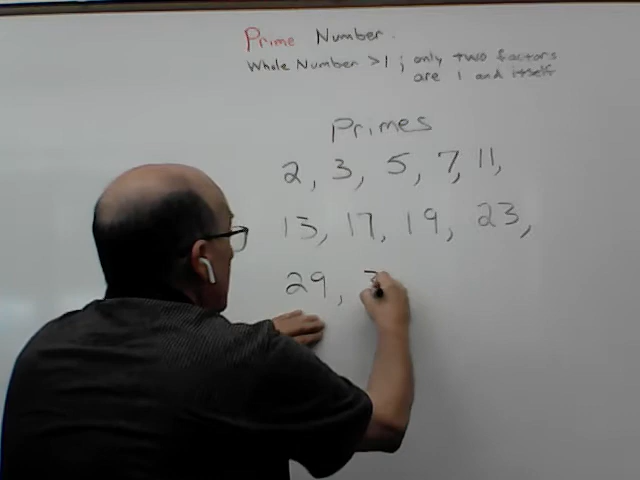 Prime Number.
Whole Number >1 ; only two factors
are 1 and itself
Primes
2, 3, 5, 7, 11,
13, 17, 19, 23,
29, 3